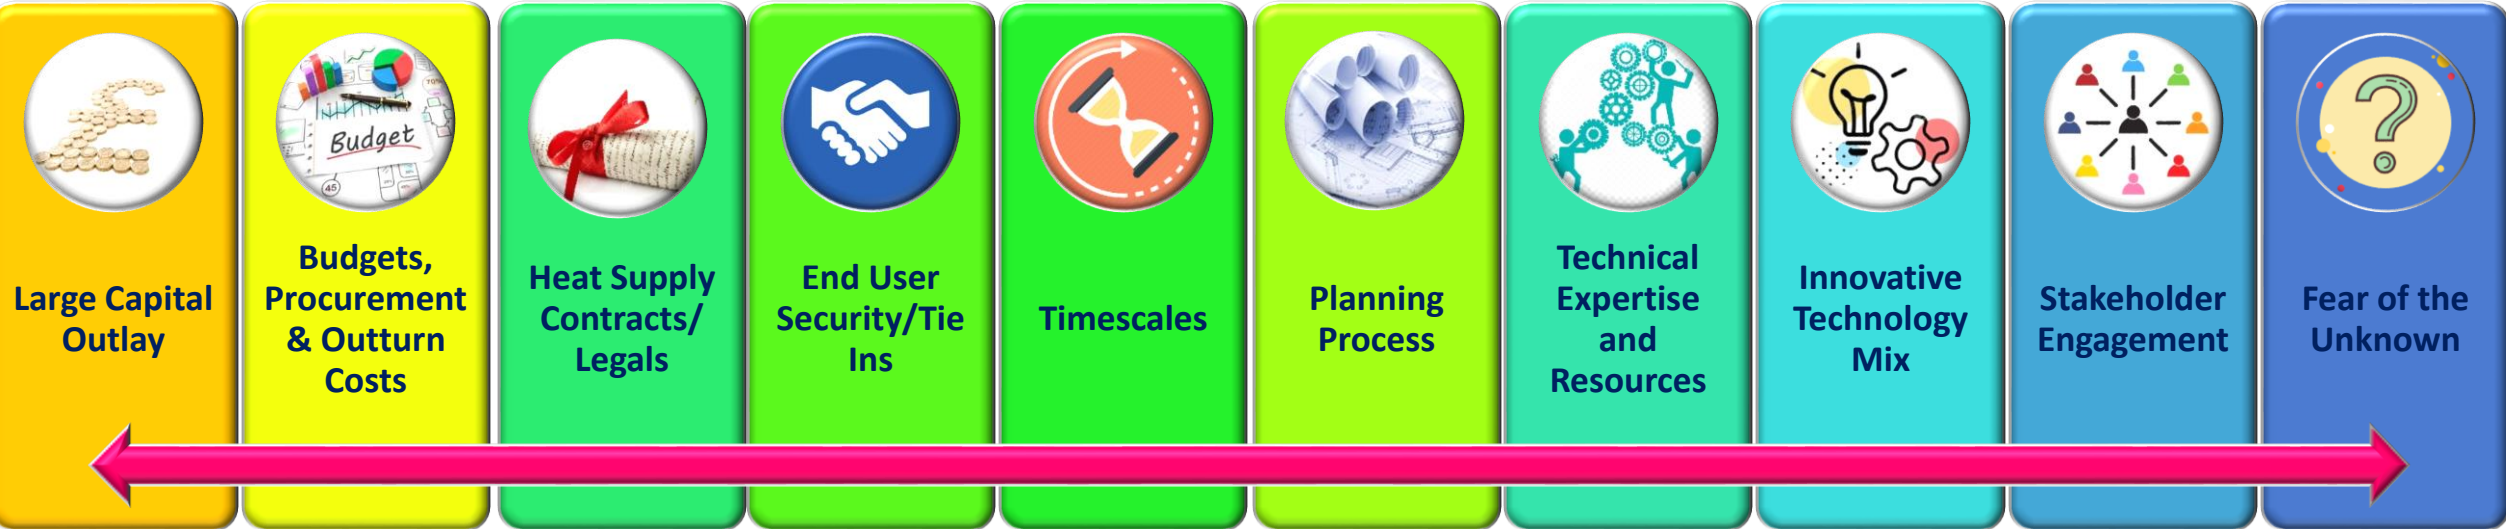 Budget
45
Large Capital
Outlay
Budgets,
Procurement
& Outturn
Costs
Heat Supply
Contracts/
Legals
End User
Security/Tie
Ins
Timescales
Planning
Process
Technical
Expertise
and
Resources
Innovative
Technology
Mix
Stakeholder
Engagement
Fear of the
Unknown